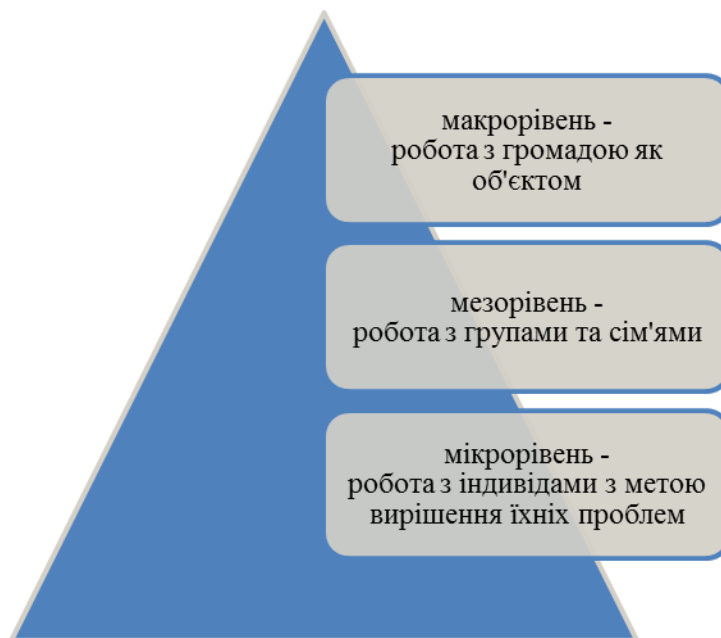 макрорівень -
робота з громадою як
об'єктом
мезорівень -
робота з групами та сім'ями
мікрорівень -
робота з індивідами з метою
вирішення їхніх проблем